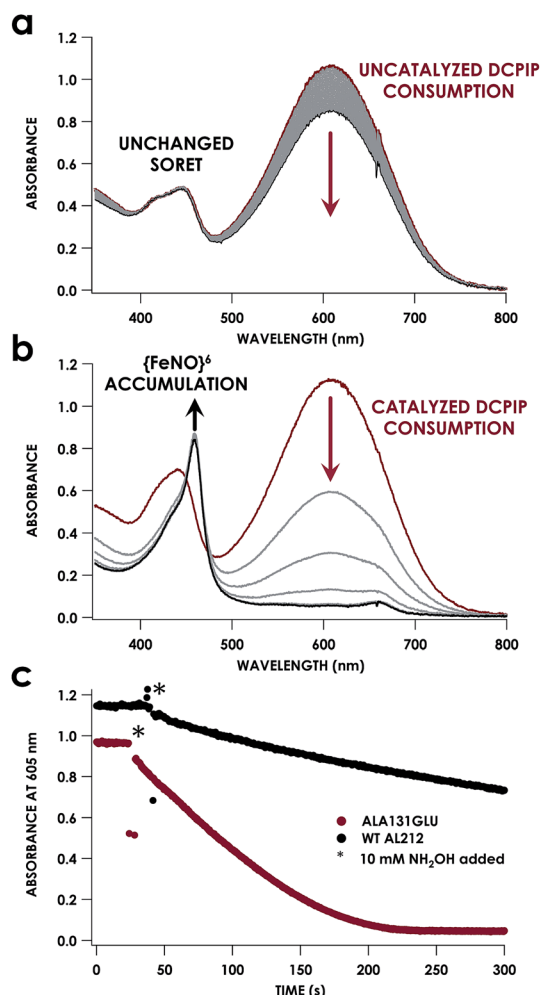 a
1.2
1.0
0.8
0.6
0.4
0.2
0.0
ABSORBANCE
UNCHANGED
SORET
UNCATALYZED DCPIP
CONSUMPTION
400
500
600
700
800
WAVELENGTH (nm)
b
{FeNO}⁶
ACCUMULATION
1.2
1.0
0.8
0.6
0.4
0.2
0.0
ABSORBANCE
CATALYZED DCPIP
CONSUMPTION
400
500
600
700
800
WAVELENGTH (nm)
c
1.2
1.0
0.8
0.6
0.4
0.2
0.0
ABSORBANCE AT 605 nm
*
*
ALA131GLU
WT AL212
* 10 mM NH₂OH added
0
50
100
150
200
250
300
TIME (s)